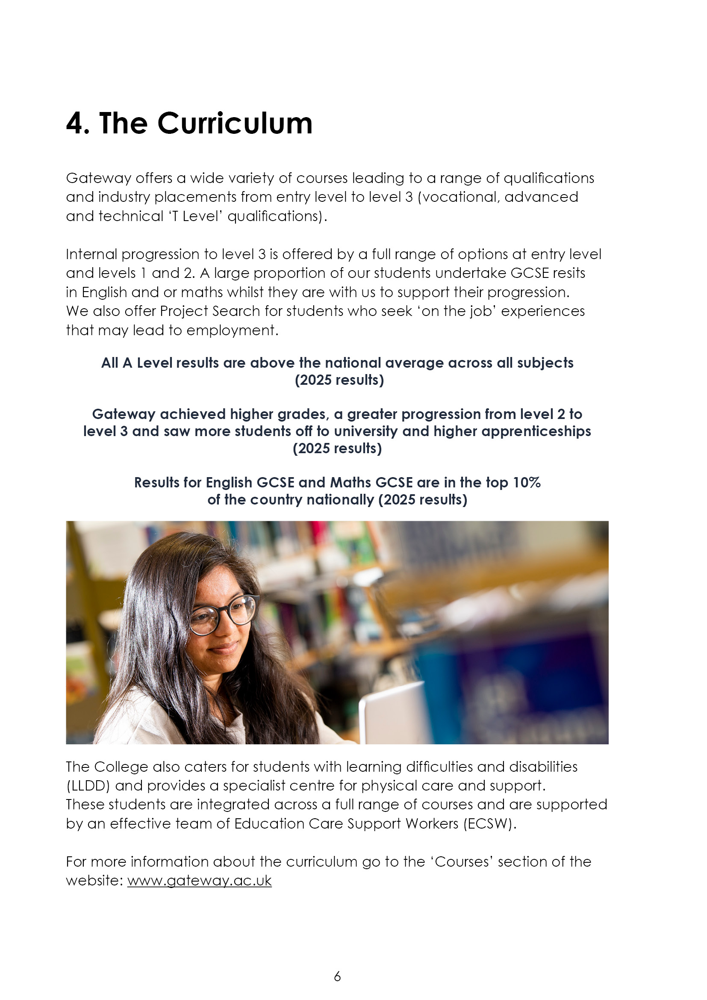 4. The Curriculum
Gateway offers a wide variety of courses leading to a range of qualifications
and industry placements from entry level to level 3 (vocational, advanced
and technical ‘T Level’ qualifications).
Internal progression to level 3 is offered by a full range of options at entry level
and levels 1 and 2. A large proportion of our students undertake GCSE resits
in English and or maths whilst they are with us to support their progression.
We also offer Project Search for students who seek ‘on the job’ experiences
that may lead to employment.
All A Level results are above the national average across all subjects
(2025 results)
Gateway achieved higher grades, a greater progression from level 2 to
level 3 and saw more students off to university and higher apprenticeships
(2025 results)
Results for English GCSE and Maths GCSE are in the top 10%
of the country nationally (2025 results)
The College also caters for students with learning difficulties and disabilities
(LLDD) and provides a specialist centre for physical care and support.
These students are integrated across a full range of courses and are supported
by an effective team of Education Care Support Workers (ECSW).
For more information about the curriculum go to the ‘Courses’ section of the
website: www.gateway.ac.uk
6